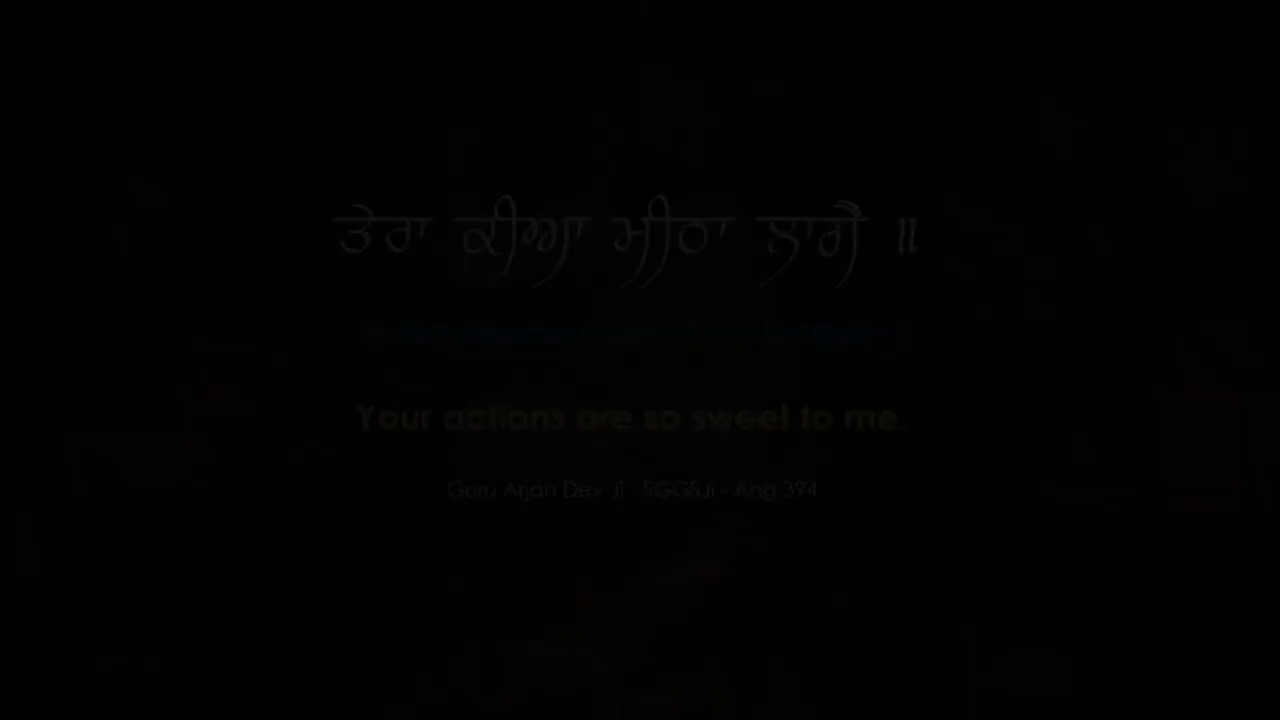 ਤੇਰਾ ਕੀਆ ਮੀਠਾ ਲਾਗੈ ॥
Your actions are so sweet to me.
Guru Arjan Dev Ji - SGGSJi - Ang 394